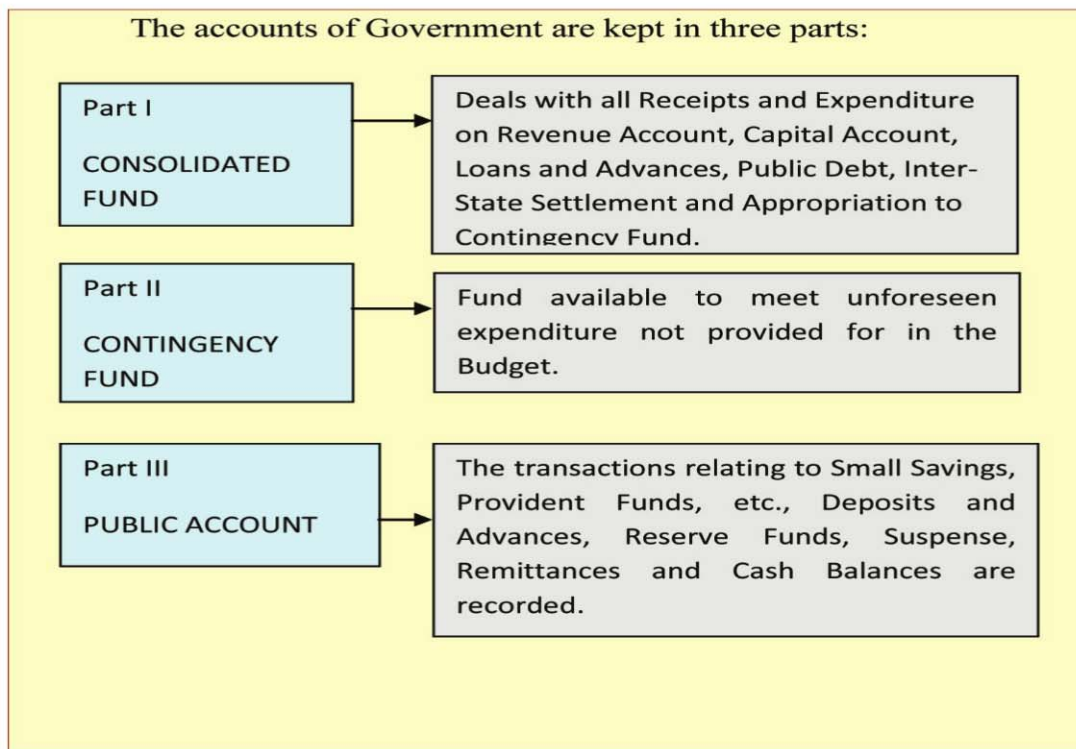 The accounts of Government are kept in three parts:
Part I
CONSOLIDATED
FUND
Deals with all Receipts and Expenditure
on Revenue Account, Capital Account,
Loans and Advances, Public Debt, Inter-
State Settlement and Appropriation to
Contingency Fund.
Part II
CONTINGENCY
FUND
Fund available to meet unforeseen
expenditure not provided for in the
Budget.
Part III
PUBLIC ACCOUNT
The transactions relating to Small Savings,
Provident Funds, etc., Deposits and
Advances, Reserve Funds, Suspense,
Remittances and Cash Balances are
recorded.